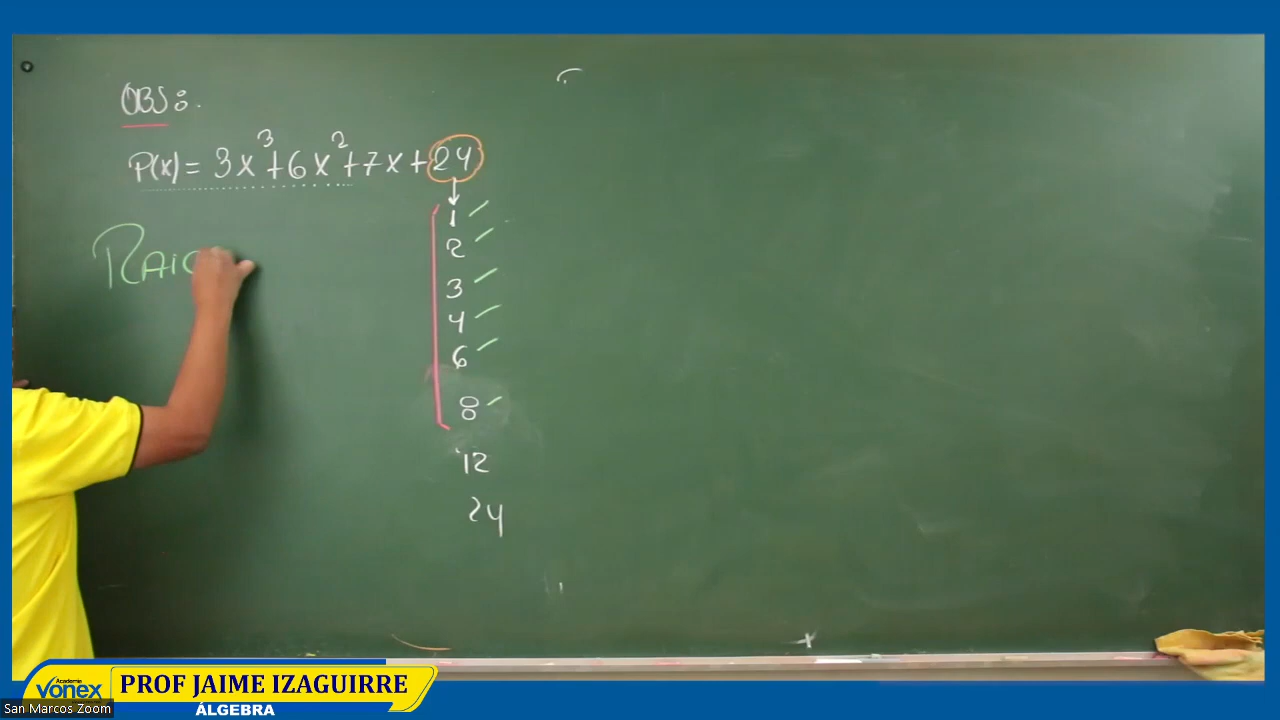 OBS:.
P(x) = 3x³+6x²+7x+24
1
2
3
4
6
8
12
24
Academia
vonex
PROF JAIME IZAGUIRRE
ÁLGEBRA
San Marcos Zoom